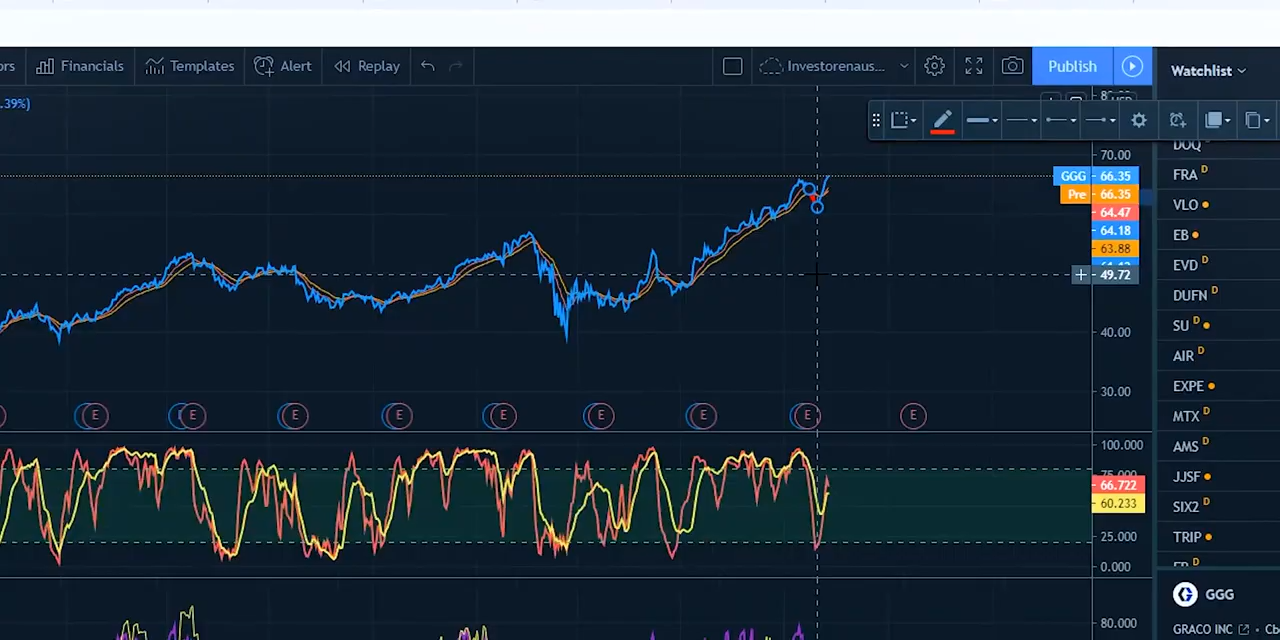 ors Financials Templates Alert Replay Investorenaus... Publish Watchlist
.39%)
70.00
GGG 66.35
Pre 66.35
64.47
64.18
63.88
49.72
40.00
30.00
E E E E E E E E E
100.000
75.000
66.722
60.233
25.000
0.000
80.000
DOQ
FRA D
VLO
EB
EVD D
DUFN D
SU D
AIR D
EXPE
MTX D
AMS D
JJSF
SIX2 D
TRIP
GGG
GRACO INC